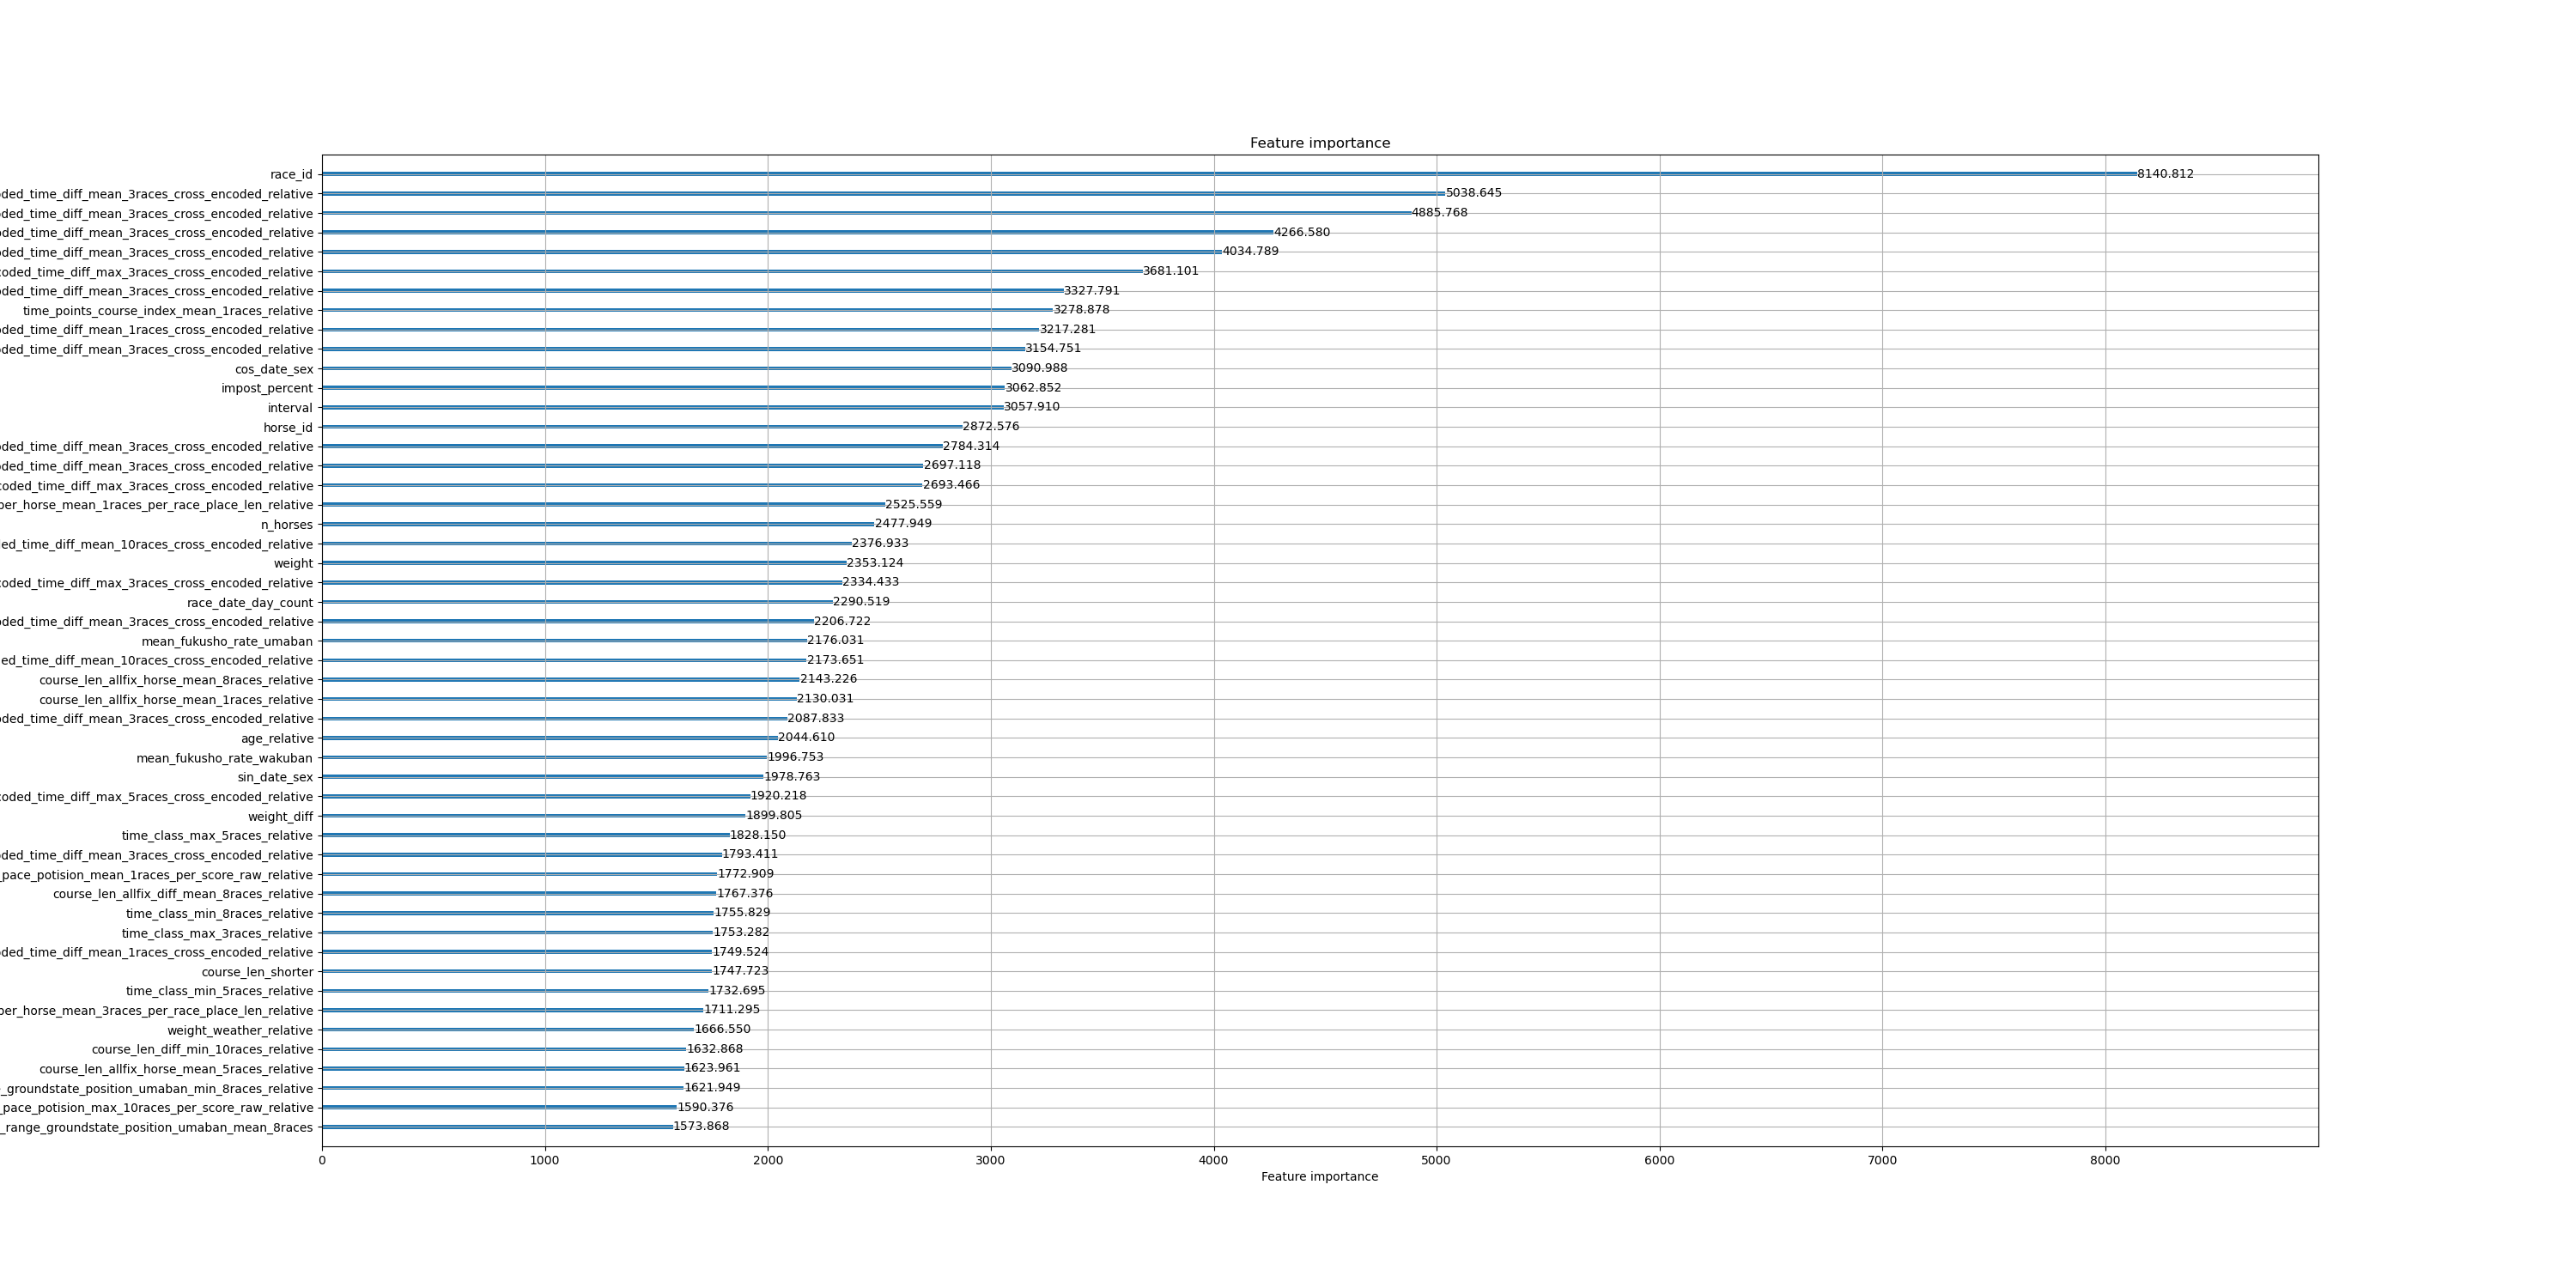 Feature importance
race_id 8140.812
ded_time_diff_mean_3races_cross_encoded_relative 5038.645
ded_time_diff_mean_3races_cross_encoded_relative 4885.768
ded_time_diff_mean_3races_cross_encoded_relative 4266.580
ded_time_diff_mean_3races_cross_encoded_relative 4034.789
coded_time_diff_max_3races_cross_encoded_relative 3681.101
ded_time_diff_mean_3races_cross_encoded_relative 3327.791
time_points_course_index_mean_1races_relative 3278.878
ded_time_diff_mean_1races_cross_encoded_relative 3217.281
ded_time_diff_mean_3races_cross_encoded_relative 3154.751
cos_date_sex 3090.988
impost_percent 3062.852
interval 3057.910
horse_id 2872.576
ded_time_diff_mean_3races_cross_encoded_relative 2784.314
ded_time_diff_mean_3races_cross_encoded_relative 2697.118
coded_time_diff_max_3races_cross_encoded_relative 2693.466
per_horse_mean_1races_per_race_place_len_relative 2525.559
n_horses 2477.949
ed_time_diff_mean_10races_cross_encoded_relative 2376.933
weight 2353.124
coded_time_diff_max_3races_cross_encoded_relative 2334.433
race_date_day_count 2290.519
ded_time_diff_mean_3races_cross_encoded_relative 2206.722
mean_fukusho_rate_umaban 2176.031
ed_time_diff_mean_10races_cross_encoded_relative 2173.651
course_len_allfix_horse_mean_8races_relative 2143.226
course_len_allfix_horse_mean_1races_relative 2130.031
ded_time_diff_mean_3races_cross_encoded_relative 2087.833
age_relative 2044.610
mean_fukusho_rate_wakuban 1996.753
sin_date_sex 1978.763
coded_time_diff_max_5races_cross_encoded_relative 1920.218
weight_diff 1899.805
time_class_max_5races_relative 1828.150
ded_time_diff_mean_3races_cross_encoded_relative 1793.411
_pace_potision_mean_1races_per_score_raw_relative 1772.909
course_len_allfix_diff_mean_8races_relative 1767.376
time_class_min_8races_relative 1755.829
time_class_max_3races_relative 1753.282
ded_time_diff_mean_1races_cross_encoded_relative 1749.524
course_len_shorter 1747.723
time_class_min_5races_relative 1732.695
per_horse_mean_3races_per_race_place_len_relative 1711.295
weight_weather_relative 1666.550
course_len_diff_min_10races_relative 1632.868
course_len_allfix_horse_mean_5races_relative 1623.961
_groundstate_position_umaban_min_8races_relative 1621.949
_pace_potision_max_10races_per_score_raw_relative 1590.376
_range_groundstate_position_umaban_mean_8races 1573.868
0 1000 2000 3000 4000 5000 6000 7000 8000
Feature importance